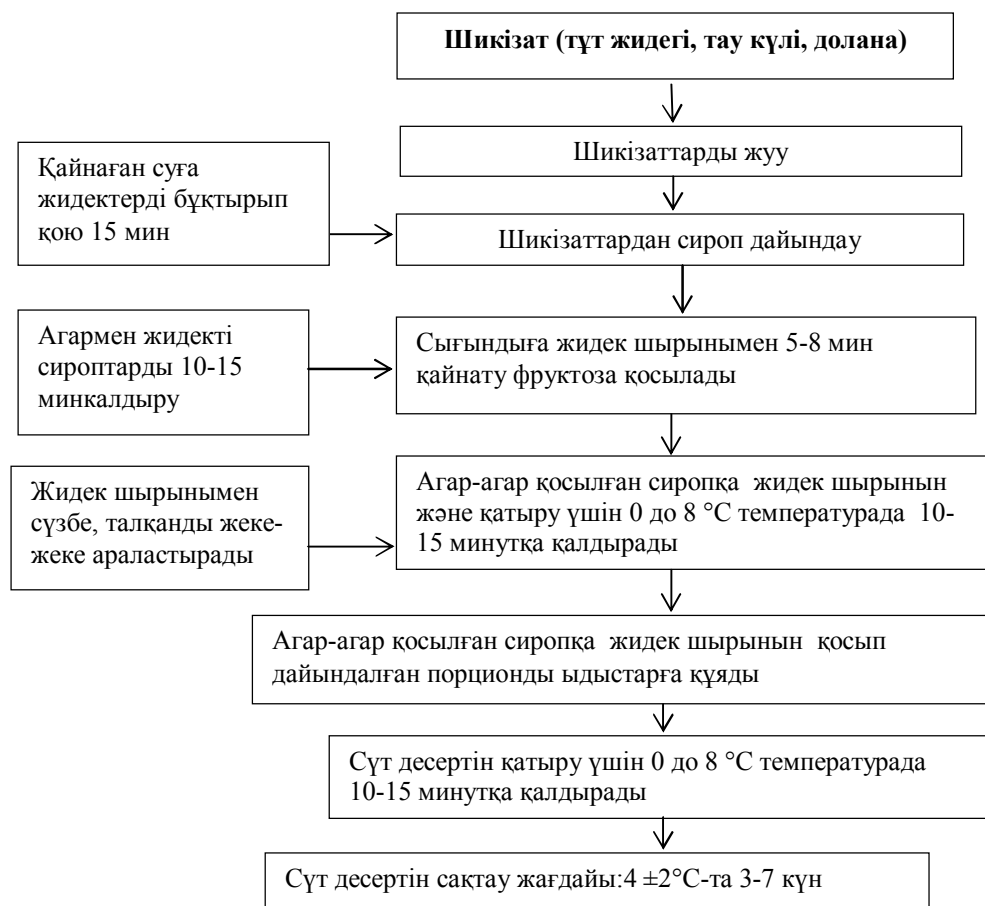 Шикізат (тұт жидегі, тау күлі, долана)
Шикізаттарды жуу
Қайнаған суға
жидектерді бұқтырып
қою 15 мин
Шикізаттардан сироп дайындау
Агармен жидекті
сироптарды 10-15
минкалдыру
Сығындыға жидек шырынымен 5-8 мин
қайнату фруктоза қосылады
Жидек шырынымен
сүзбе, талқанды жеке-
жеке араластырады
Агар-агар қосылған сиропқа жидек шырынын
және қатыру үшін 0 до 8 °С температурада 10-
15 минутқа қалдырады
Агар-агар қосылған сиропқа жидек шырынын қосып
дайындалған порционды ыдыстарға құяды
Сүт десертін қатыру үшін 0 до 8 °С температурада
10-15 минутқа қалдырады
Сүт десертін сақтау жағдайы:4 ±2°С-та 3-7 күн